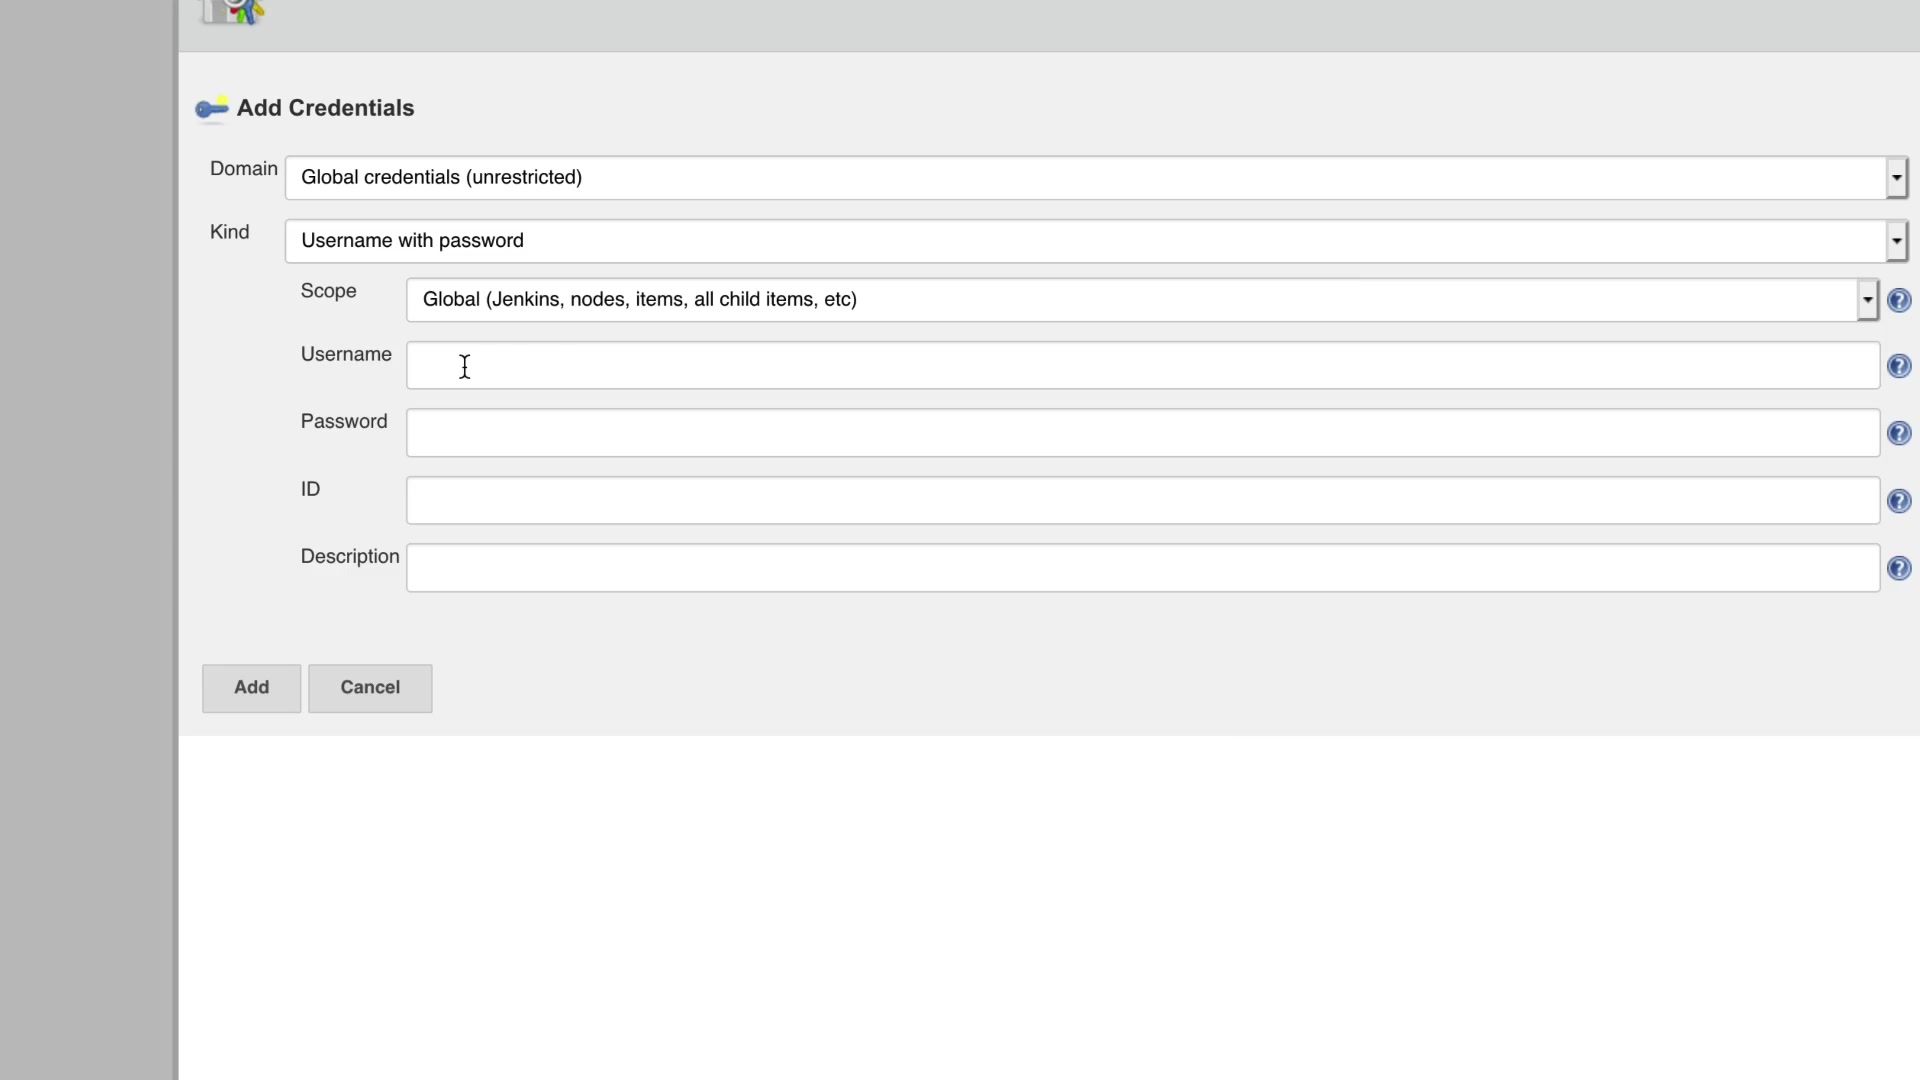 Add Credentials
Domain
Global credentials (unrestricted)
Kind
Username with password
Scope
Global (Jenkins, nodes, items, all child items, etc)
Username
Password
ID
Description
Add
Cancel